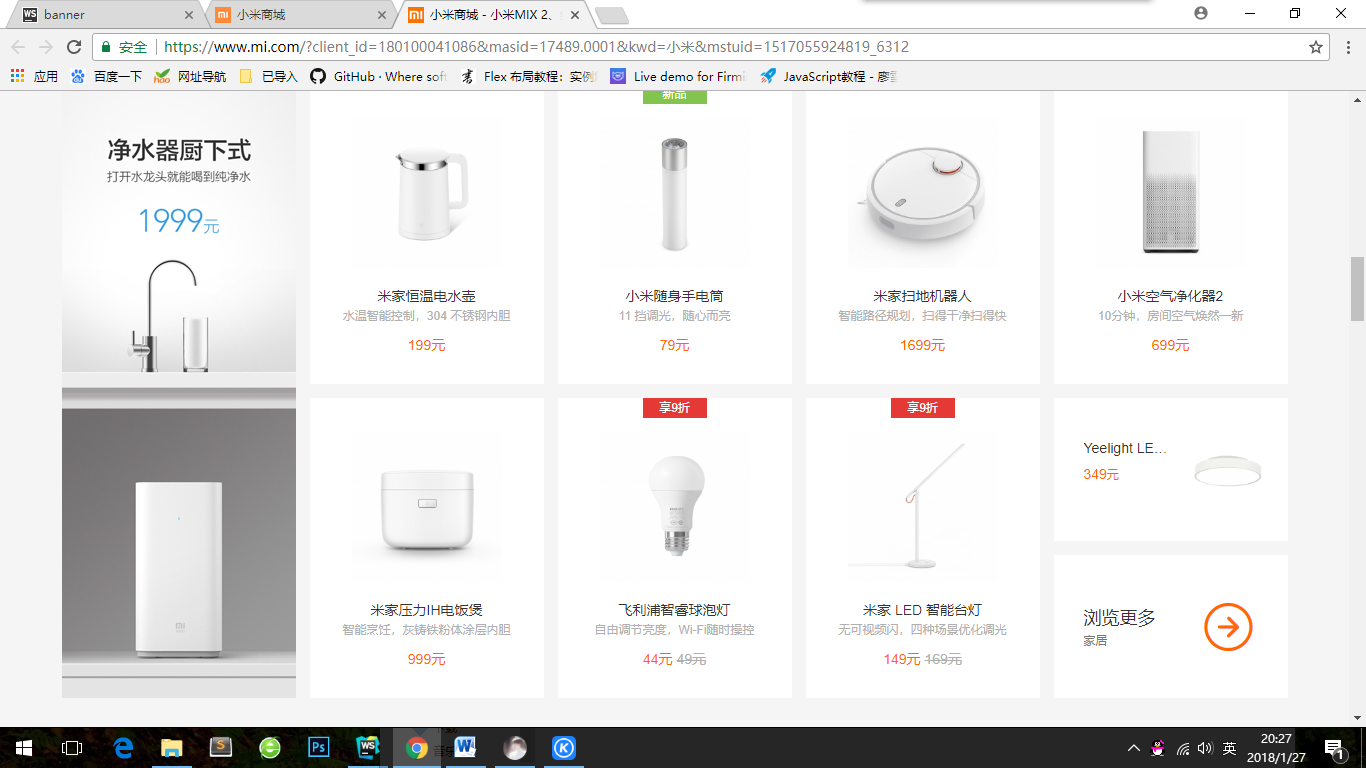 banner
小米商城
小米商城 - 小米MIX 2、
安全
https://www.mi.com/?client_id=180100041086&masid=17489.0001&kwd=小米&mstuid=1517055924819_6312
应用
百度一下
网址导航
已导入
GitHub · Where soft
Flex 布局教程：实例
Live demo for Firmi
JavaScript教程 - 廖雪
净水器厨下式
打开水龙头就能喝到纯净水
1999元
新品
米家恒温电水壶
水温智能控制，304 不锈钢内胆
199元
小米随身手电筒
11 挡调光，随心而亮
79元
米家扫地机器人
智能路径规划，扫得干净扫得快
1699元
小米空气净化器2
10分钟，房间空气焕然一新
699元
米家压力IH电饭煲
智能烹饪，灰铸铁粉体涂层内胆
999元
享9折
飞利浦智睿球泡灯
自由调节亮度，Wi-Fi随时操控
44元 49元
享9折
米家 LED 智能台灯
无可视频闪，四种场景优化调光
149元 169元
Yeelight LE...
349元
浏览更多
家居
英
20:27
2018/1/27
1